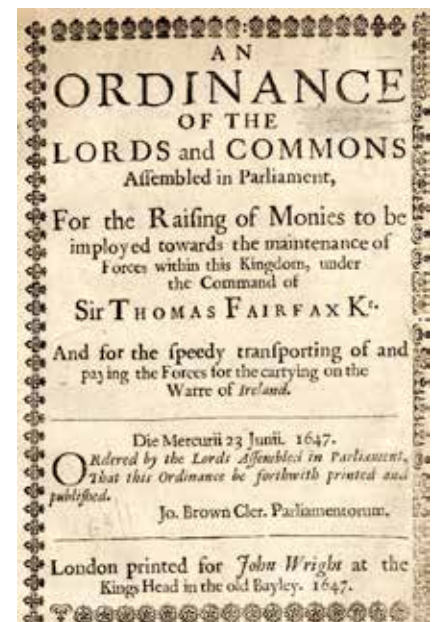 AN
ORDINANCE
OF THE
LORDS and COMMONS
Aſſembled in Parliament,
For the Raiſing of Monies to be
imployed towards the maintenance of
Forces within this Kingdom, under
the Command of
Sir THOMAS FAIRFAX Kt.
And for the ſpeedy tranſporting of and
paying the Forces for the carrying on the
Warre of Ireland.
Die Mercurii 23 Junii. 1647.
ORdered by the Lords Aſſembled in Parliament,
That this Ordinance be forthwith printed and
publiſhed.
Jo. Brown Cler. Parliamentorum.
London printed for John Wright at the
Kings Head in the old Bayley. 1647.